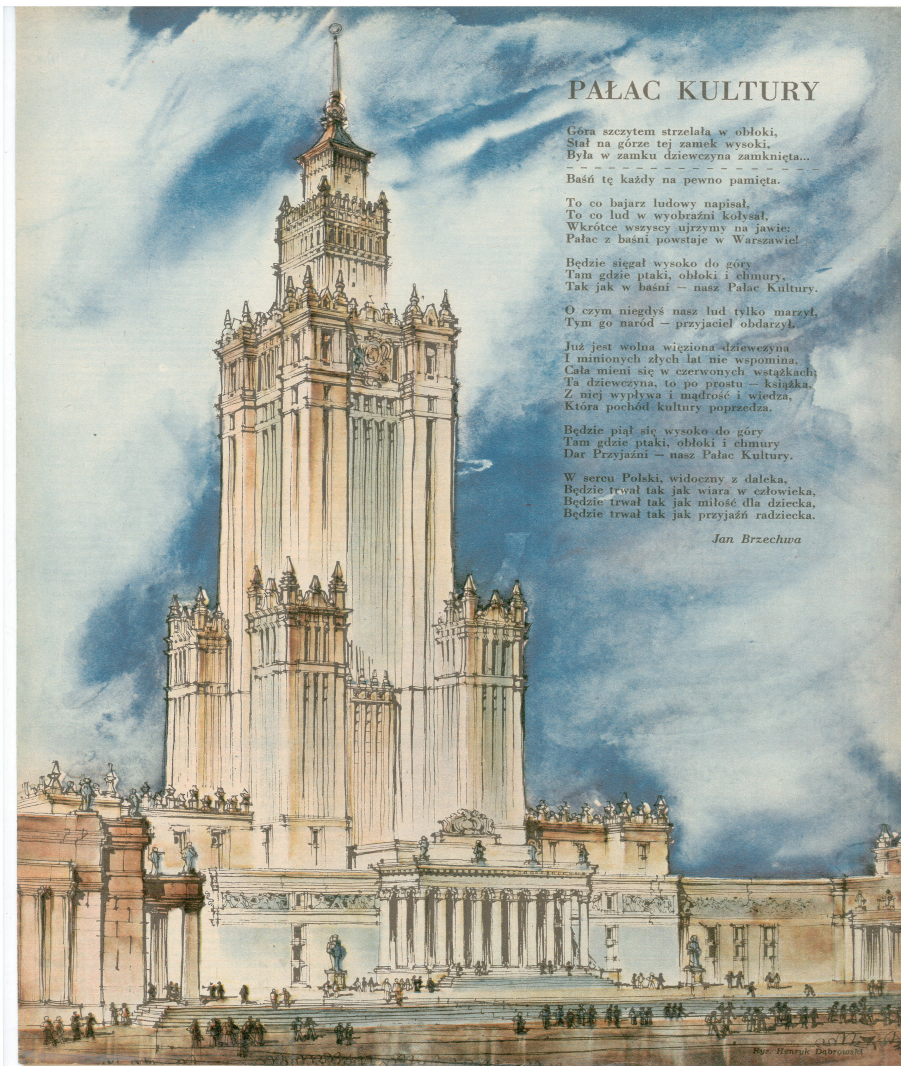 PAŁAC KULTURY
Góra szczytem strzelała w obłoki,
Stał na górze tej zamek wysoki,
Była w zamku dziewczyna zamknięta...
Baśń tę każdy na pewno pamięta.
To co bajarz ludowy napisał,
To co lud w wyobraźni kołysał,
Wkrótce wszyscy ujrzymy na jawie:
Pałac z baśni powstaje w Warszawie!
Będzie sięgał wysoko do góry
Tam gdzie ptaki, obłoki i chmury,
Tak jak w baśni — nasz Pałac Kultury.
O czym niegdyś nasz lud tylko marzył,
Tym go naród — przyjaciel obdarzył.
Już jest wolna więziona dziewczyna
I minionych złych lat nie wspomina,
Cała mieni się w czerwonych wstążkach;
Ta dziewczyna, to po prostu — książka.
Z niej wypływa i mądrość i wiedza,
Która pochód kultury poprzedza.
Będzie piął się wysoko do góry
Tam gdzie ptaki, obłoki i chmury
Dar Przyjaźni — nasz Pałac Kultury.
W sercu Polski, widoczny z daleka,
Będzie trwał tak jak wiara w człowieka,
Będzie trwał tak jak miłość dla dziecka,
Będzie trwał tak jak przyjaźń radziecka.
Jan Brzechwa
Rys. Henryk Dąbrowski